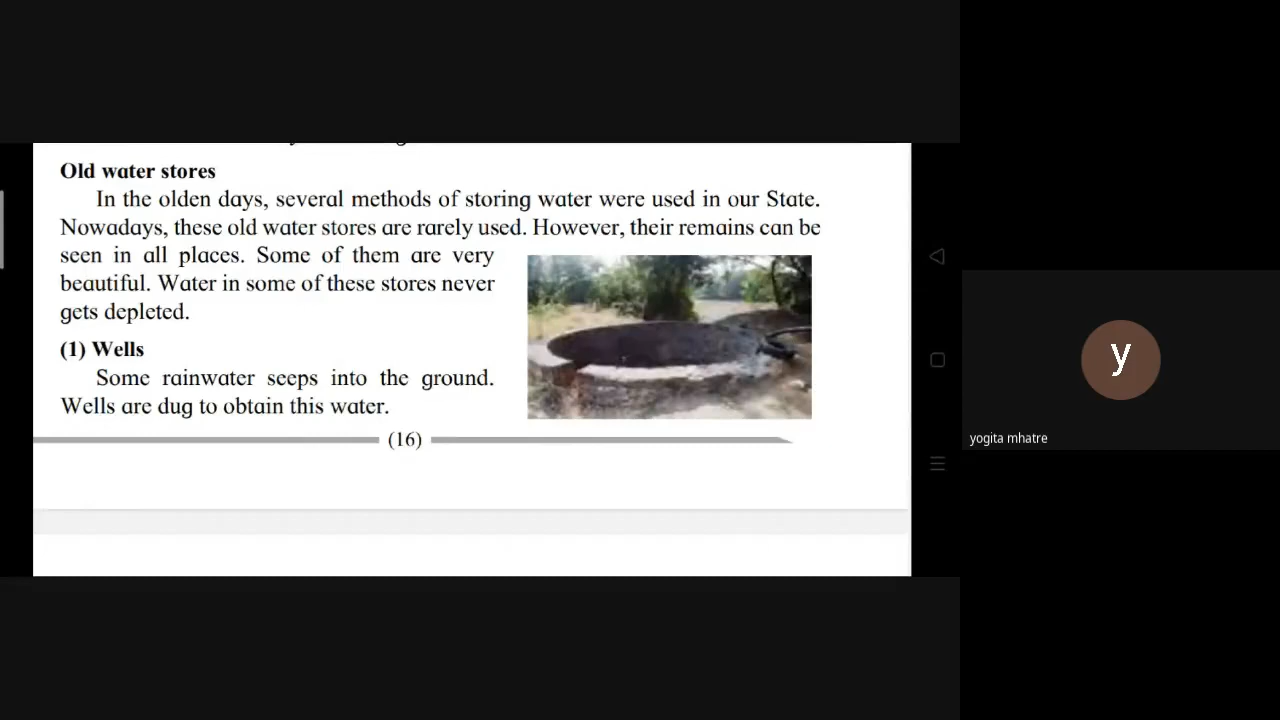 Old water stores
In the olden days, several methods of storing water were used in our State.
Nowadays, these old water stores are rarely used. However, their remains can be
seen in all places. Some of them are very
beautiful. Water in some of these stores never
gets depleted.
(1) Wells
Some rainwater seeps into the ground.
Wells are dug to obtain this water.
(16)
y
yogita mhatre